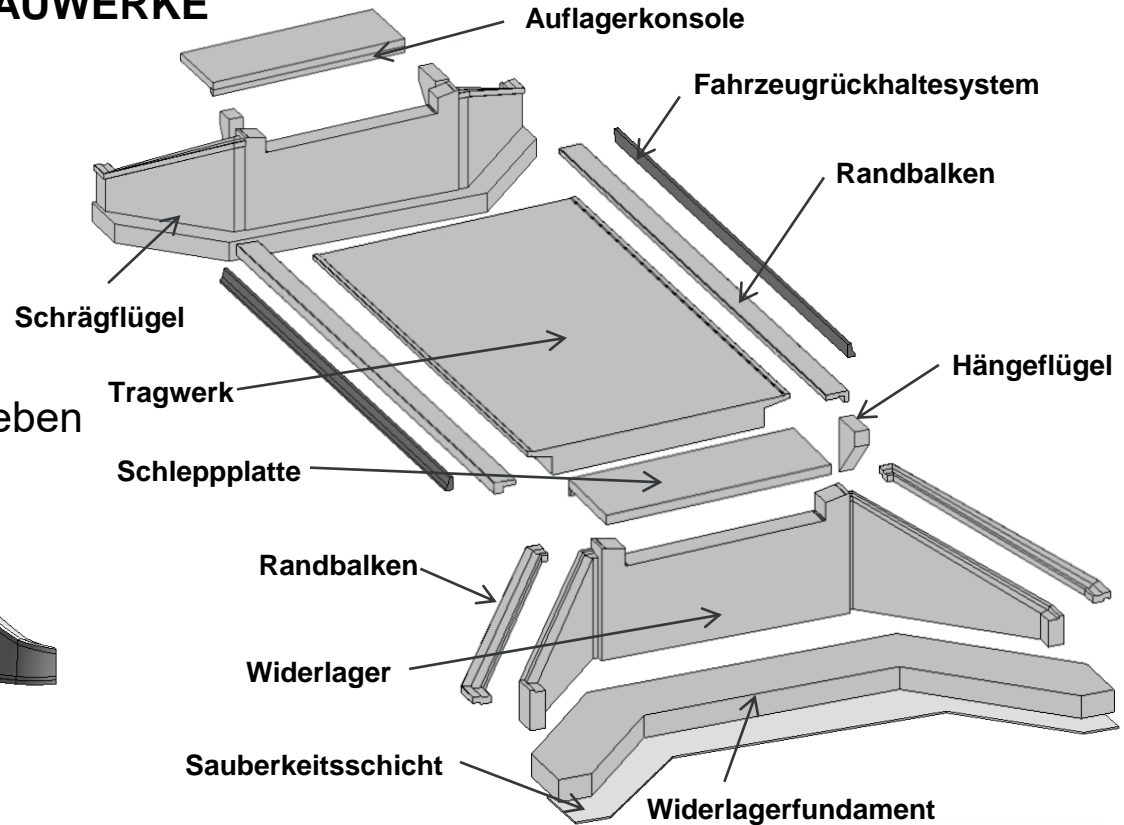 AUWERKE
Auflagerkonsole
Fahrzeugrückhaltesystem
Randbalken
Schrägflügel
Hängeflügel
Tragwerk
eben
Schleppplatte
Randbalken
Widerlager
Sauberkeitsschicht
Widerlagerfundament